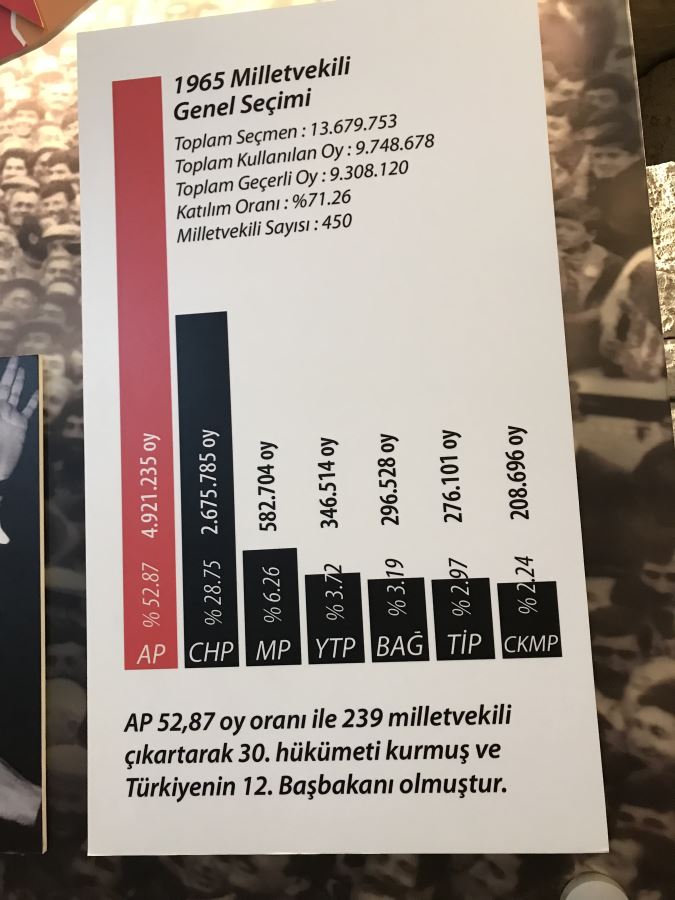 1965 Milletvekili
Genel Seçimi
Toplam Seçmen : 13.679.753
Toplam Kullanılan Oy : 9.748.678
Toplam Geçerli Oy : 9.308.120
Katılım Oranı : %71.26
Milletvekili Sayısı : 450
% 52.87 4.921.235 oy
% 28.75 2.675.785 oy
% 6.26 582.704 oy
% 3.72 346.514 oy
% 3.19 296.528 oy
% 2.97 276.101 oy
% 2.24 208.696 oy
AP CHP MP YTP BAĞ TİP CKMP
AP 52,87 oy oranı ile 239 milletvekili
çıkartarak 30. hükümeti kurmuş ve
Türkiyenin 12. Başbakanı olmuştur.